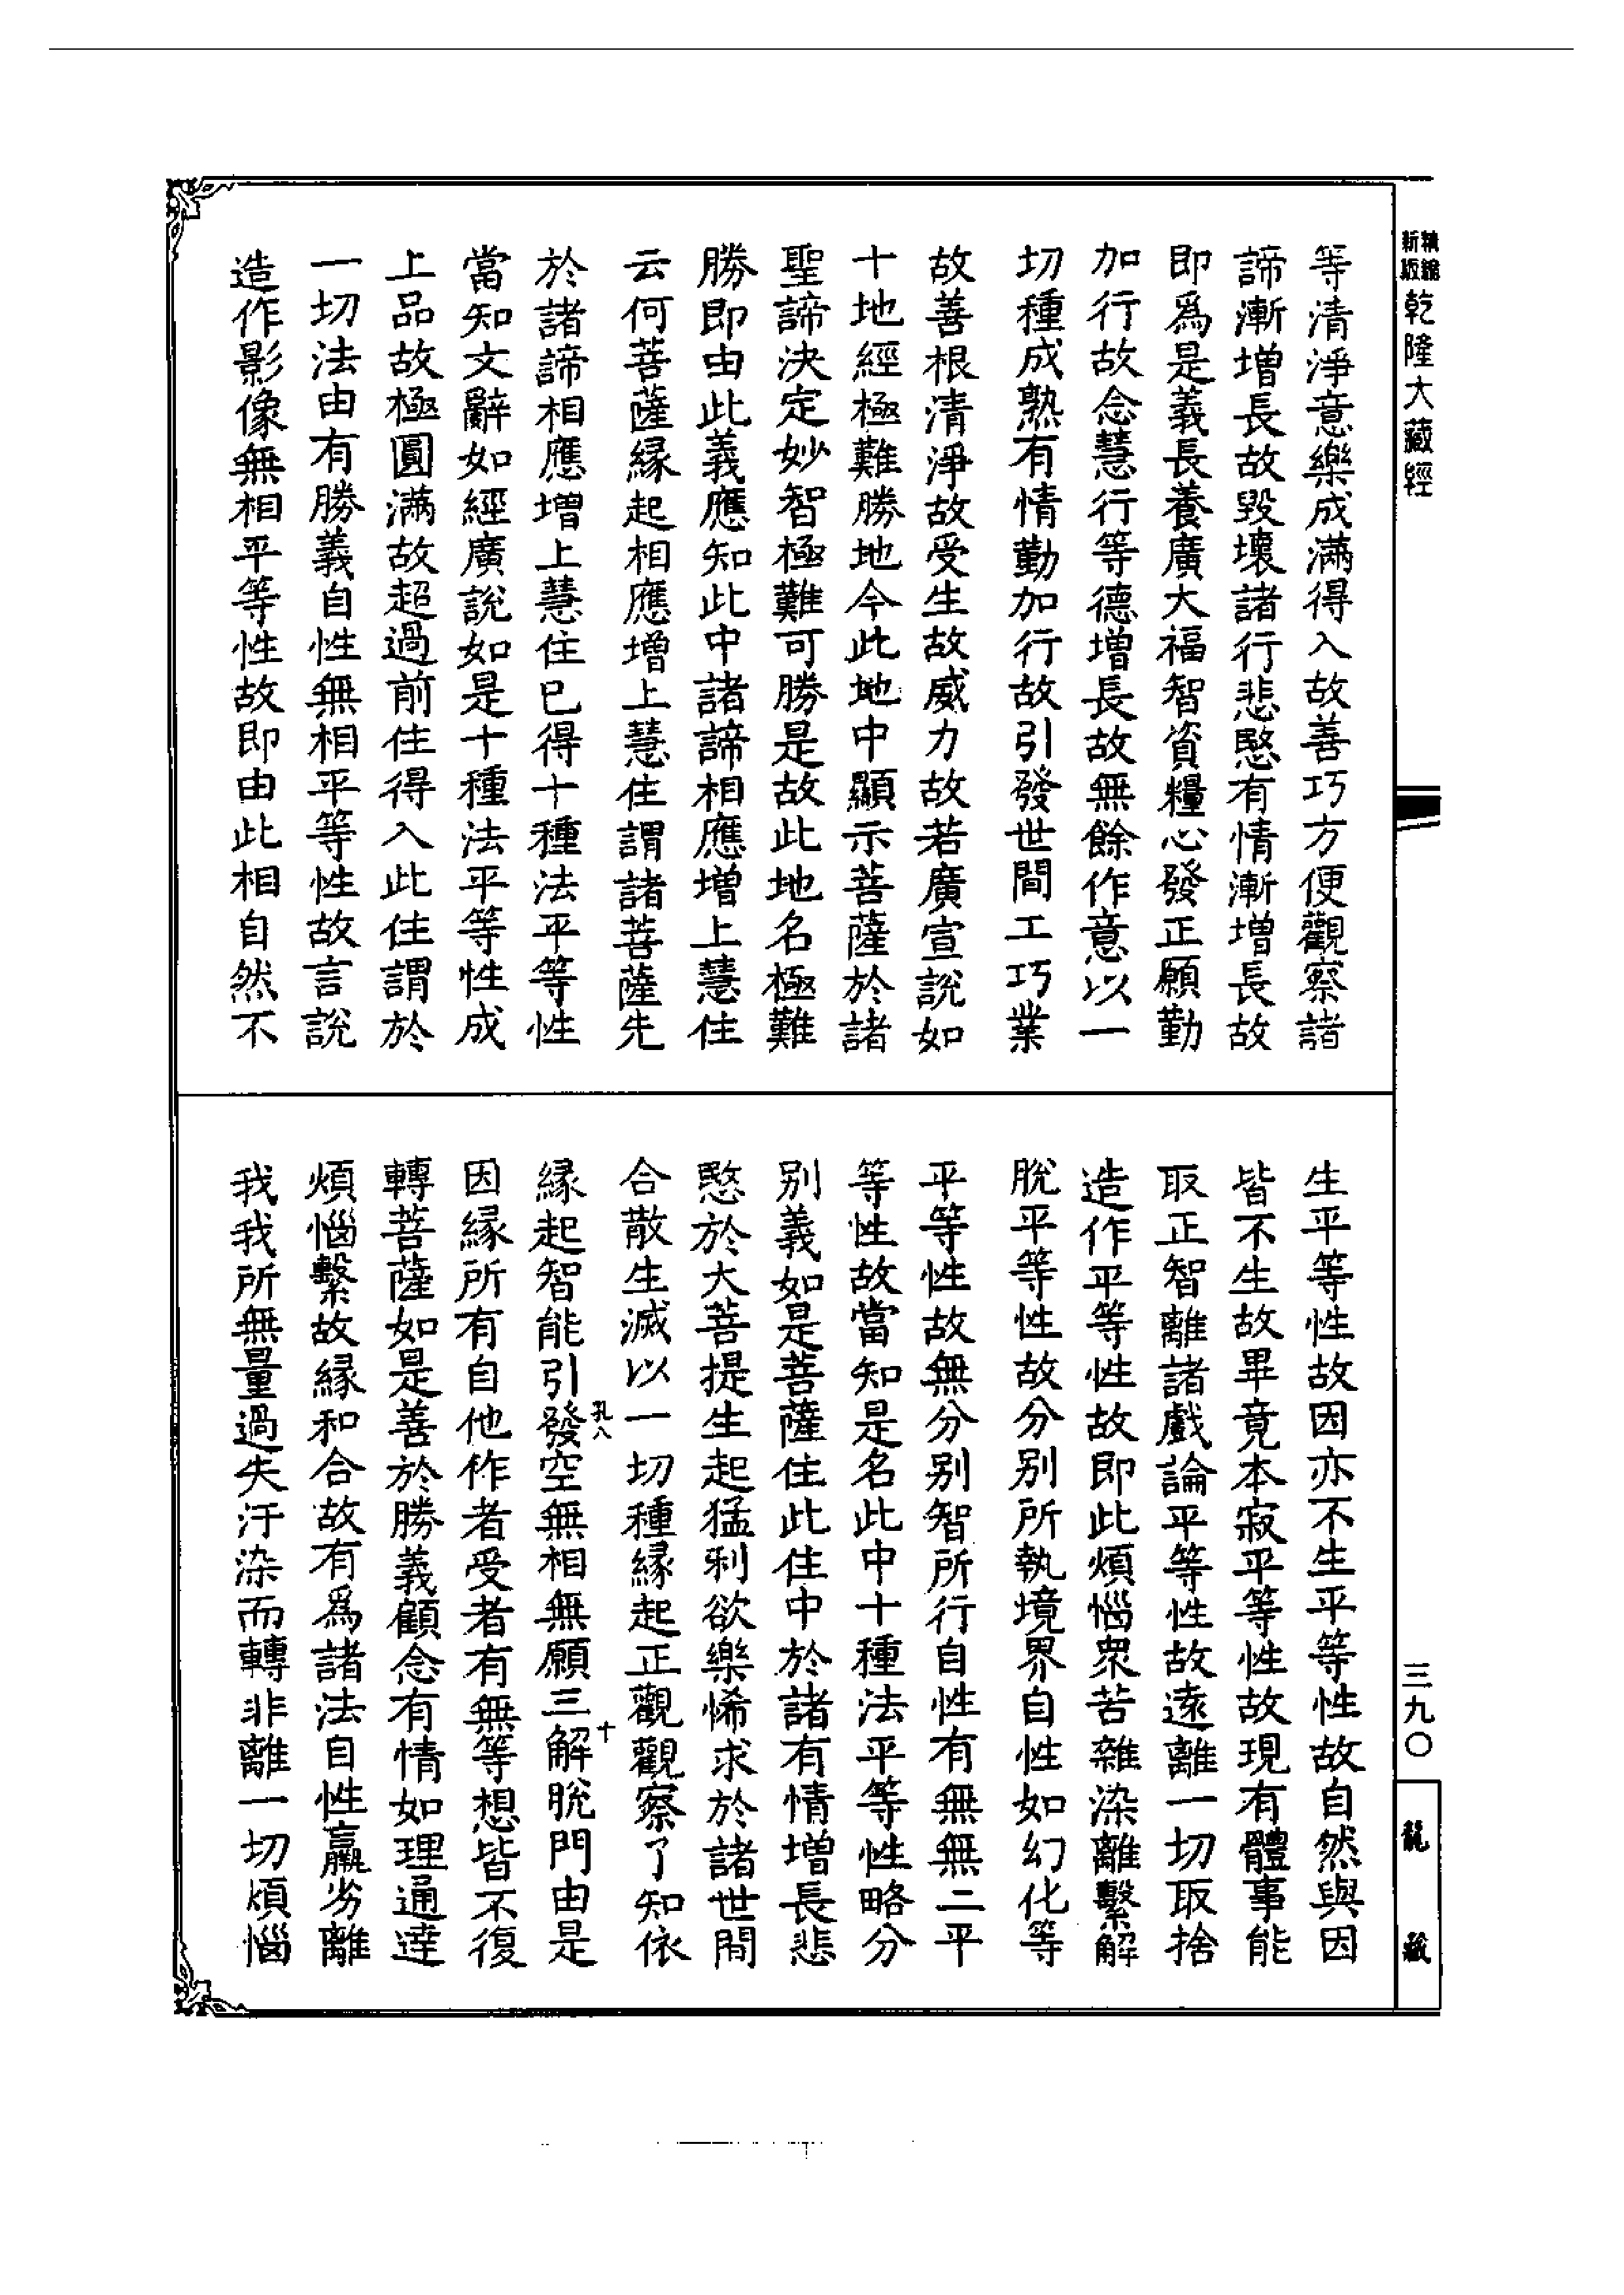 精鐫
新版
乾隆大藏經
三九〇
等清淨意樂成滿得入故善巧方便觀察諸
諦漸增長故毀壞諸行悲愍有情漸增長故
即爲是義長養廣大福智資糧心發正願勤
加行故念慧行等德增長故無餘作意以一
切種成熟有情勤加行故引發世間工巧業
故善根清淨故受生故威力故若廣宣說如
十地經極難勝地今此地中顯示菩薩於諸
聖諦決定妙智極難可勝是故此地名極難
勝即由此義應知此中諸諦相應增上慧住
云何菩薩緣起相應增上慧住謂諸菩薩先
於諸諦相應增上慧住已得十種法平等性
當知文辭如經廣說如是十種法平等性成
上品故極圓滿故超過前住得入此住謂於
一切法由有勝義自性無相平等性故言說
造作影像無相平等性故即由此相自然不
生平等性故因亦不生平等性故自然與因
皆不生故畢竟本寂平等性故現有體事能
取正智離諸戲論平等性故遠離一切取捨
造作平等性故即此煩惱衆苦雜染離繫解
脫平等性故分別所執境界自性如幻化等
平等性故無分別智所行自性有無無二平
等性故當知是名此中十種法平等性略分
別義如是菩薩住此住中於諸有情增長悲
愍於大菩提生起猛利欲樂悕求於諸世間
合散生滅以一切種緣起正觀觀察了知依
緣起智能引發空無相無願三解脫門由是
孔八
十
因緣所有自他作者受者有無等想皆不復
轉菩薩如是善於勝義顧念有情如理通達
煩惱繫故緣和合故有爲諸法自性羸劣離
我我所無量過失汙染而轉非離一切煩惱